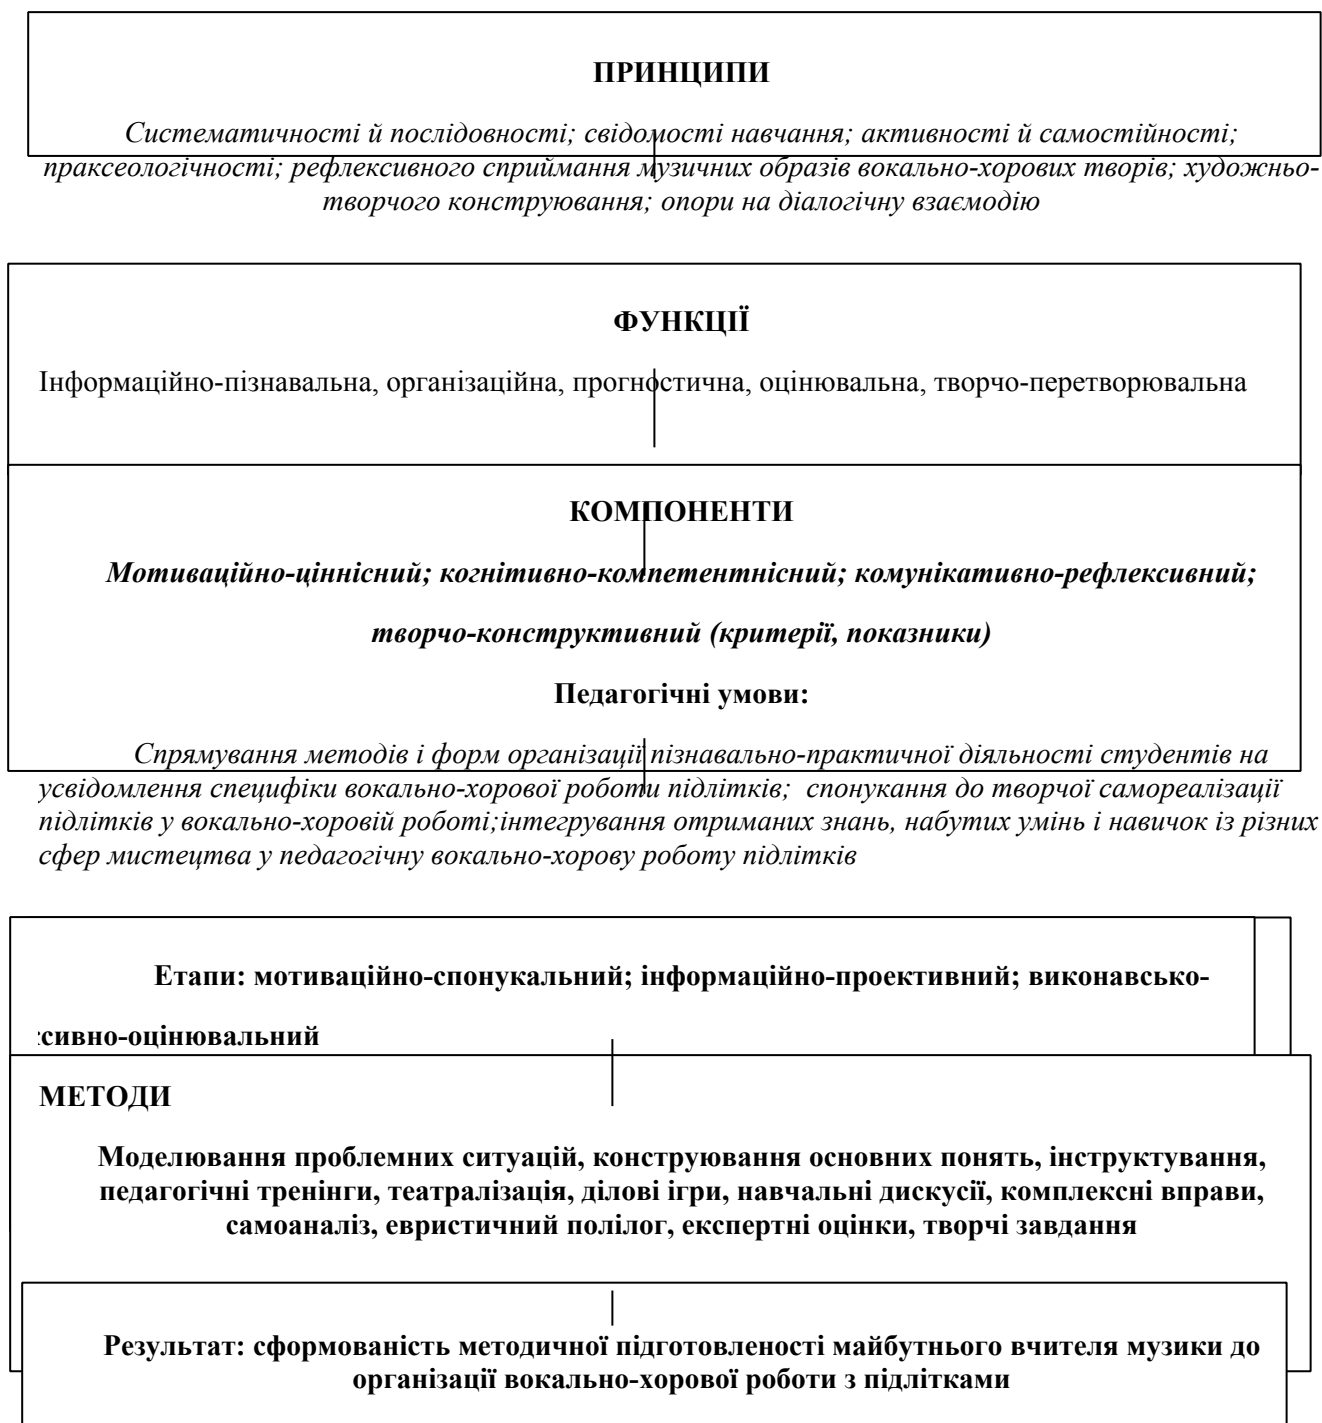 ПРИНЦИПИ
Систематичності й послідовності; свідомості навчання; активності й самостійності;
праксеологічності; рефлексивного сприймання музичних образів вокально-хорових творів; художньо-
творчого конструювання; опори на діалогічну взаємодію
ФУНКЦІЇ
Інформаційно-пізнавальна, організаційна, прогностична, оцінювальна, творчо-перетворювальна
КОМПОНЕНТИ
Мотиваційно-ціннісний; когнітивно-компетентнісний; комунікативно-рефлексивний;
творчо-конструктивний (критерії, показники)
Педагогічні умови:
Спрямування методів і форм організації пізнавально-практичної діяльності студентів на
усвідомлення специфіки вокально-хорової роботи підлітків;  спонукання до творчої самореалізації
підлітків у вокально-хоровій роботі;інтегрування отриманих знань, набутих умінь і навичок із різних
сфер мистецтва у педагогічну вокально-хорову роботу підлітків
Етапи: мотиваційно-спонукальний; інформаційно-проективний; виконавсько-
сивно-оцінювальний
МЕТОДИ
Моделювання проблемних ситуацій, конструювання основних понять, інструктування,
педагогічні тренінги, театралізація, ділові ігри, навчальні дискусії, комплексні вправи,
самоаналіз, евристичний полілог, експертні оцінки, творчі завдання
Результат: сформованість методичної підготовленості майбутнього вчителя музики до
організації вокально-хорової роботи з підлітками